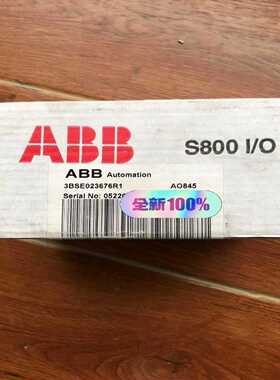 ABB
S800 I/O
ABB Automation
3BSE023676R1 AO845
Serial No: 0522
全新100%